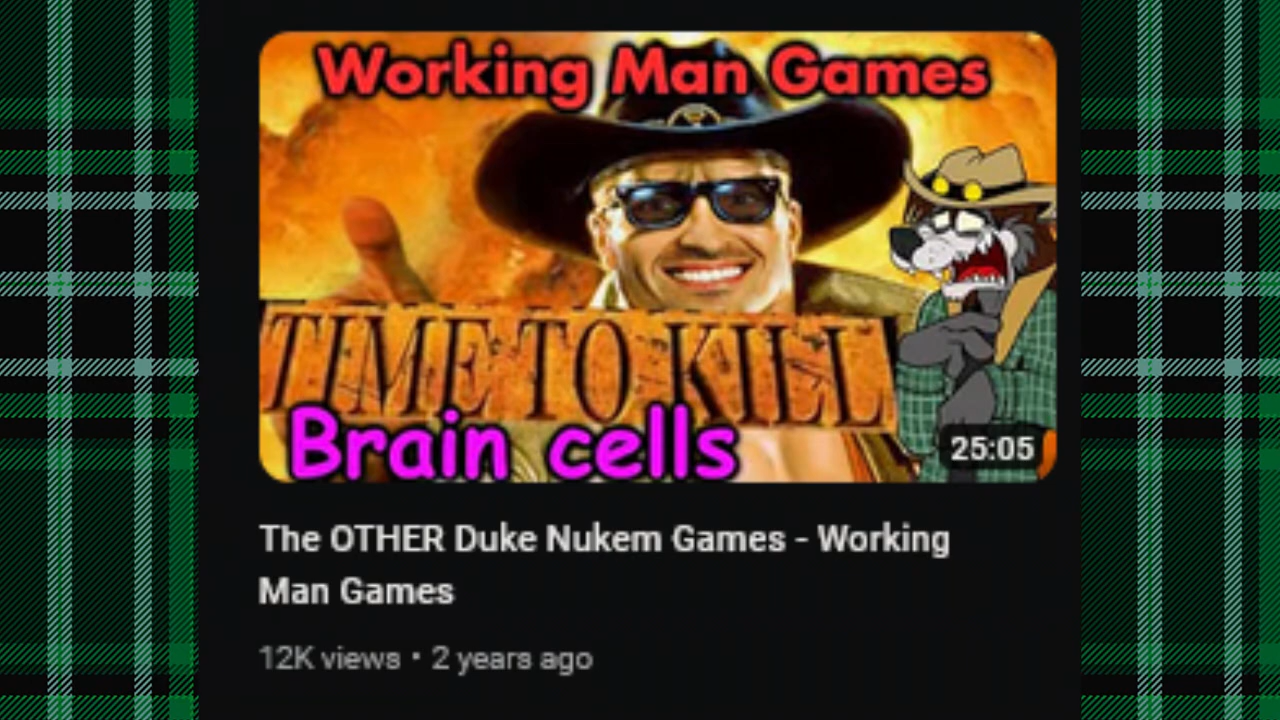 Working Man Games
TIME TO KILL
Brain cells
25:05
The OTHER Duke Nukem Games - Working
Man Games
12K views • 2 years ago